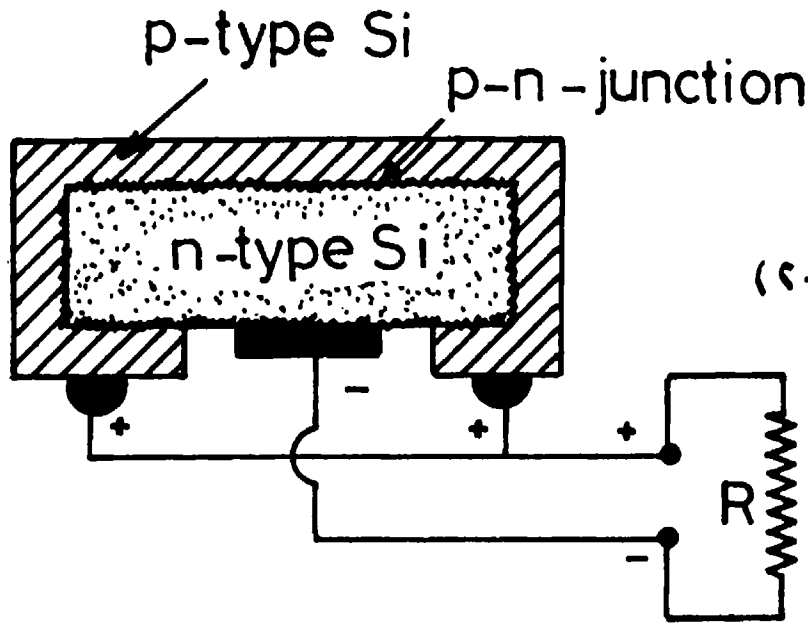 p-type Si
p-n-junction
n-type Si
-
+
+
+
R
-